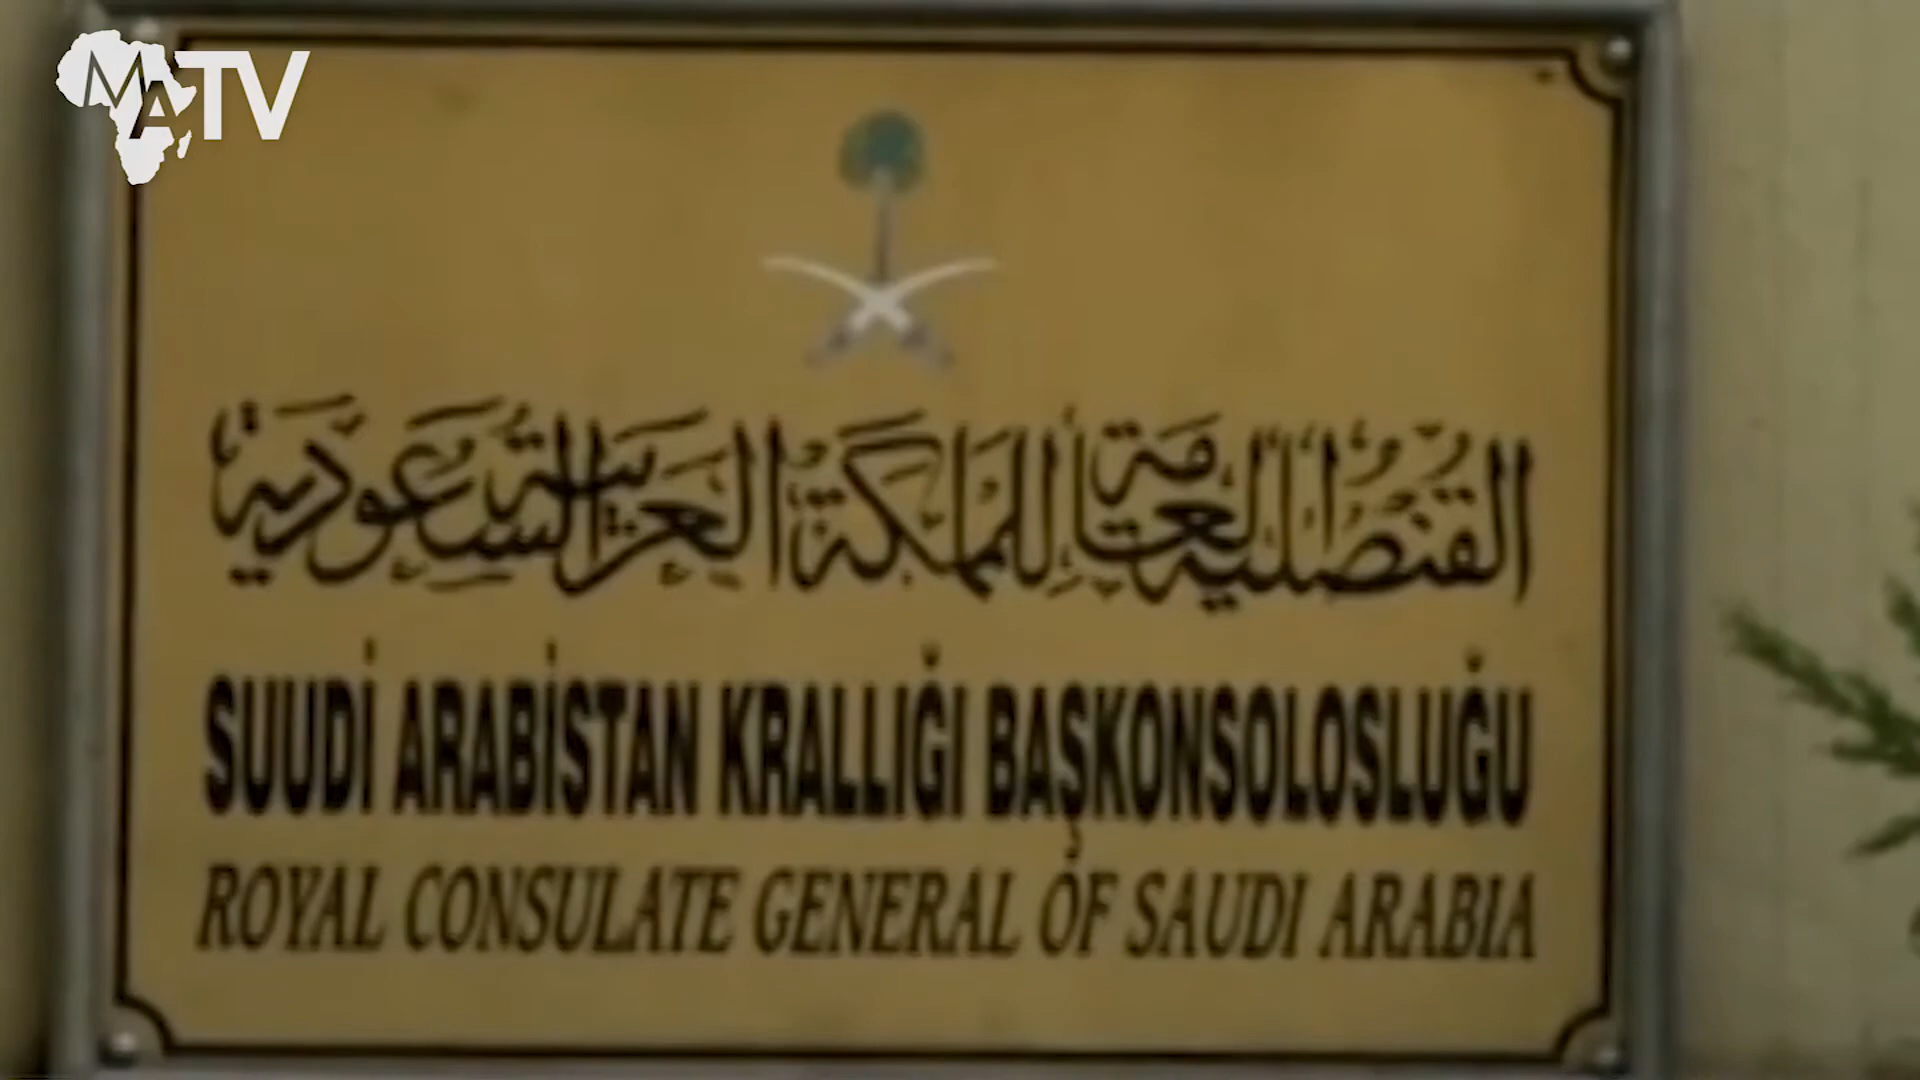 MATV
القنصلية العامة للمملكة العربية السعودية
SUUDİ ARABİSTAN KRALLIĞI BAŞKONSOLOSLUĞU
ROYAL CONSULATE GENERAL OF SAUDI ARABIA